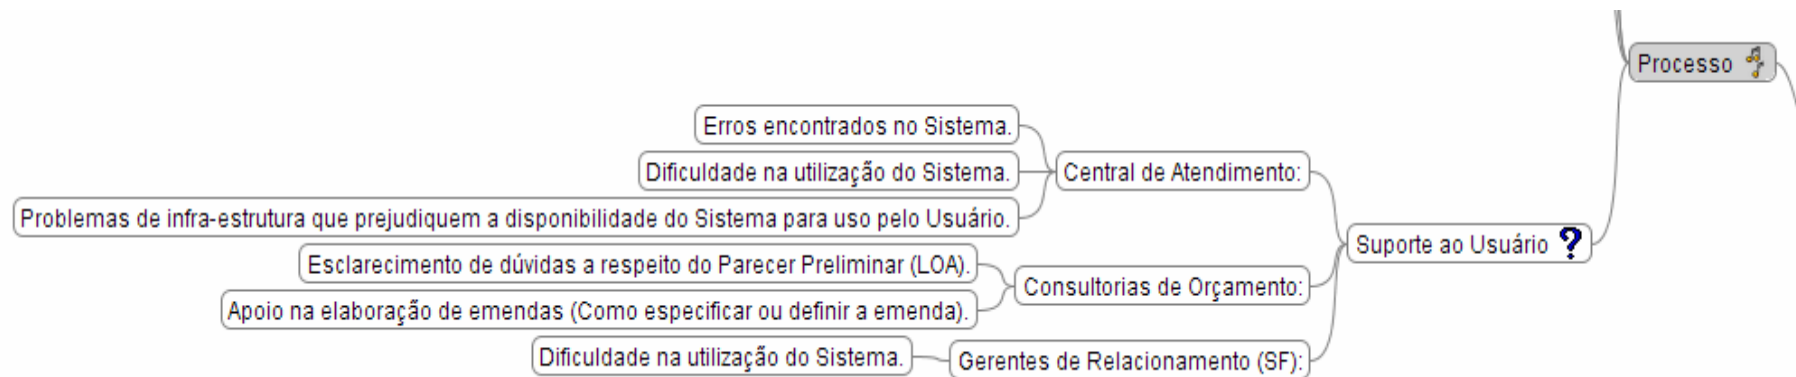 Processo
Erros encontrados no Sistema.
Central de Atendimento:
Dificuldade na utilização do Sistema.
Problemas de infra-estrutura que prejudiquem a disponibilidade do Sistema para uso pelo Usuário.
Suporte ao Usuário ?
Esclarecimento de dúvidas a respeito do Parecer Preliminar (LOA).
Consultorias de Orçamento:
Apoio na elaboração de emendas (Como especificar ou definir a emenda).
Dificuldade na utilização do Sistema.
Gerentes de Relacionamento (SF):